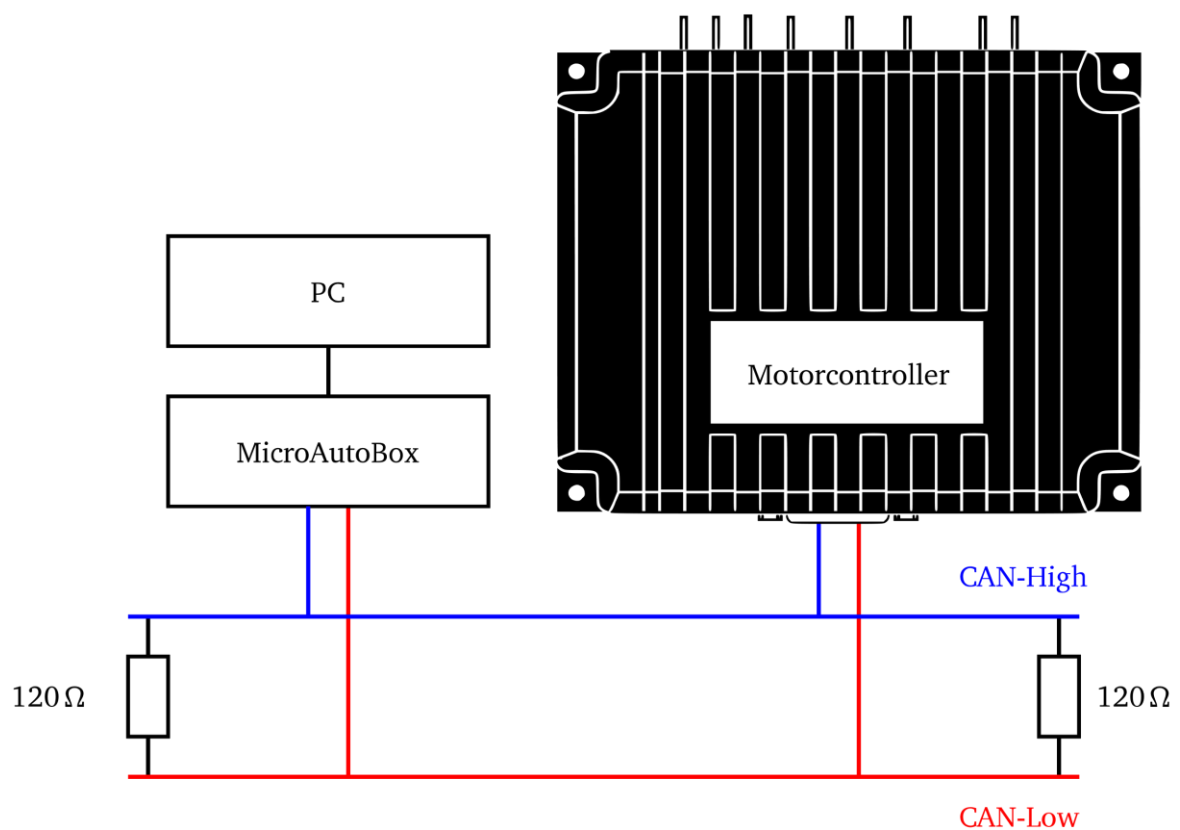 PC
Motorcontroller
MicroAutoBox
CAN-High
120 Ω
120 Ω
CAN-Low